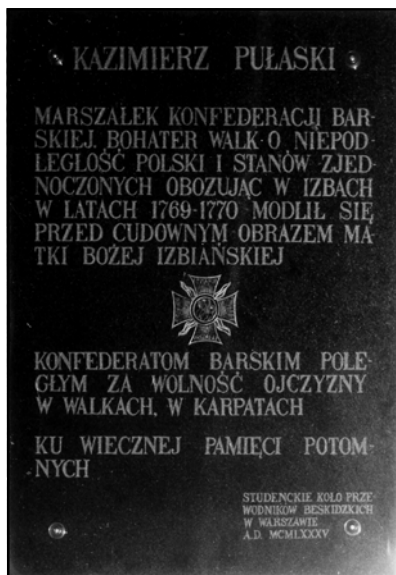 KAZIMIERZ PUŁASKI
MARSZAŁEK KONFEDERACJI BAR-
SKIEJ. BOHATER WALK O NIEPOD-
LEGŁOŚĆ POLSKI I STANÓW ZJED-
NOCZONYCH OBOZUJĄC W IZBACH
W LATACH 1769-1770 MODLIŁ SIĘ
PRZED CUDOWNYM OBRAZEM MA-
TKI BOŻEJ IZBIAŃSKIEJ
KONFEDERATOM BARSKIM POLE-
GŁYM ZA WOLNOŚĆ OJCZYZNY
W WALKACH, W KARPATACH
KU WIECZNEJ PAMIĘCI POTOM-
NYCH
STUDENCKIE KOŁO PRZE-
WODNIKÓW BESKIDZKICH
W WARSZAWIE
A.D. MCMLXXXV